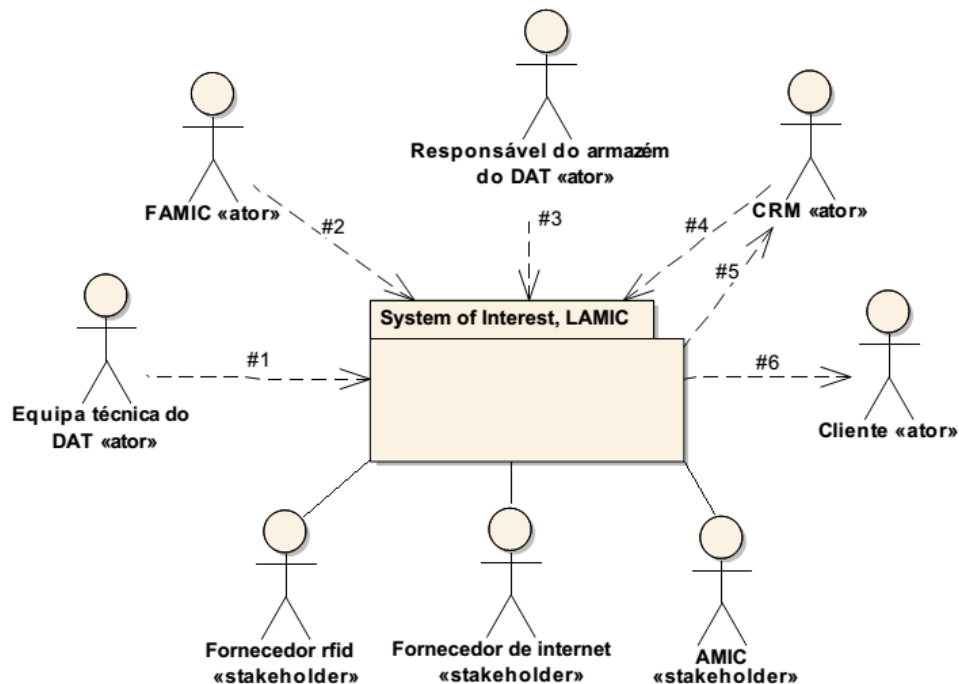 Responsável do armazém
do DAT «ator»
FAMIC «ator»
CRM «ator»
#2
#3
#4
#5
System of Interest, LAMIC
#1
#6
Equipa técnica do
DAT «ator»
Cliente «ator»
Fornecedor rfid
«stakeholder»
Fornecedor de internet
«stakeholder»
AMIC
«stakeholder»